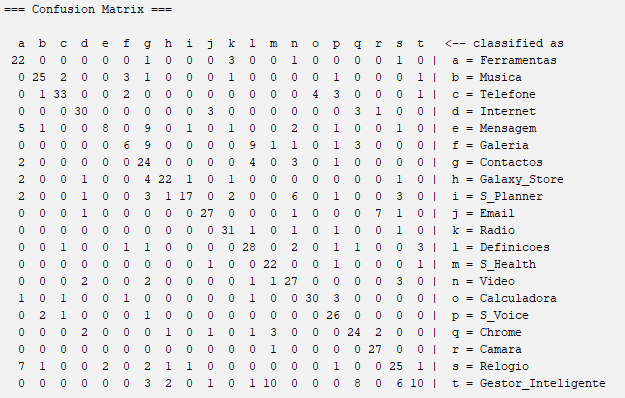 === Confusion Matrix ===
a b c d e f g h i j k l m n o p q r s t <-- classified as
22 0 0 0 0 0 1 0 0 0 3 0 0 1 0 0 0 0 1 0 | a = Ferramentas
0 25 2 0 0 3 1 0 0 0 1 0 0 0 0 1 0 0 0 1 | b = Musica
0 1 33 0 0 2 0 0 0 0 0 0 0 0 4 3 0 0 0 1 | c = Telefone
0 0 0 30 0 0 0 0 0 3 0 0 0 0 0 0 3 1 0 0 | d = Internet
5 1 0 0 8 0 9 0 1 0 1 0 0 2 0 1 0 0 1 0 | e = Mensagem
0 0 0 0 0 6 9 0 0 0 0 9 1 1 0 1 3 0 0 0 | f = Galeria
2 0 0 0 0 0 24 0 0 0 0 4 0 3 0 1 0 0 0 0 | g = Contactos
2 0 0 1 0 0 4 22 1 0 1 0 0 0 0 0 0 0 1 0 | h = Galaxy_Store
2 0 0 1 0 0 3 1 17 0 2 0 0 6 0 1 0 0 3 0 | i = S_Planner
0 0 0 1 0 0 0 0 0 27 0 0 0 1 0 0 0 7 1 0 | j = Email
0 0 0 0 0 0 0 0 0 0 31 1 0 1 0 1 0 0 1 0 | k = Radio
0 0 1 0 0 1 1 0 0 0 0 28 0 2 0 1 1 0 0 3 | l = Definicoes
0 0 0 0 0 0 0 0 0 1 0 0 22 0 0 1 0 0 0 1 | m = S_Health
0 0 0 2 0 0 2 0 0 0 0 1 1 27 0 0 0 0 3 0 | n = Video
1 0 1 0 0 1 0 0 0 0 0 1 0 0 30 3 0 0 0 0 | o = Calculadora
0 2 1 0 0 0 1 0 0 0 0 0 0 0 0 26 0 0 0 0 | p = S_Voice
0 0 0 2 0 0 0 1 0 1 0 1 3 0 0 0 24 2 0 0 | q = Chrome
0 0 0 0 0 0 0 0 0 0 0 0 1 0 0 0 0 27 0 0 | r = Camara
7 1 0 0 2 0 2 1 1 0 0 0 0 0 0 1 0 0 25 1 | s = Relogio
0 0 0 0 0 0 3 2 0 1 0 1 10 0 0 0 8 0 6 10 | t = Gestor_Inteligente